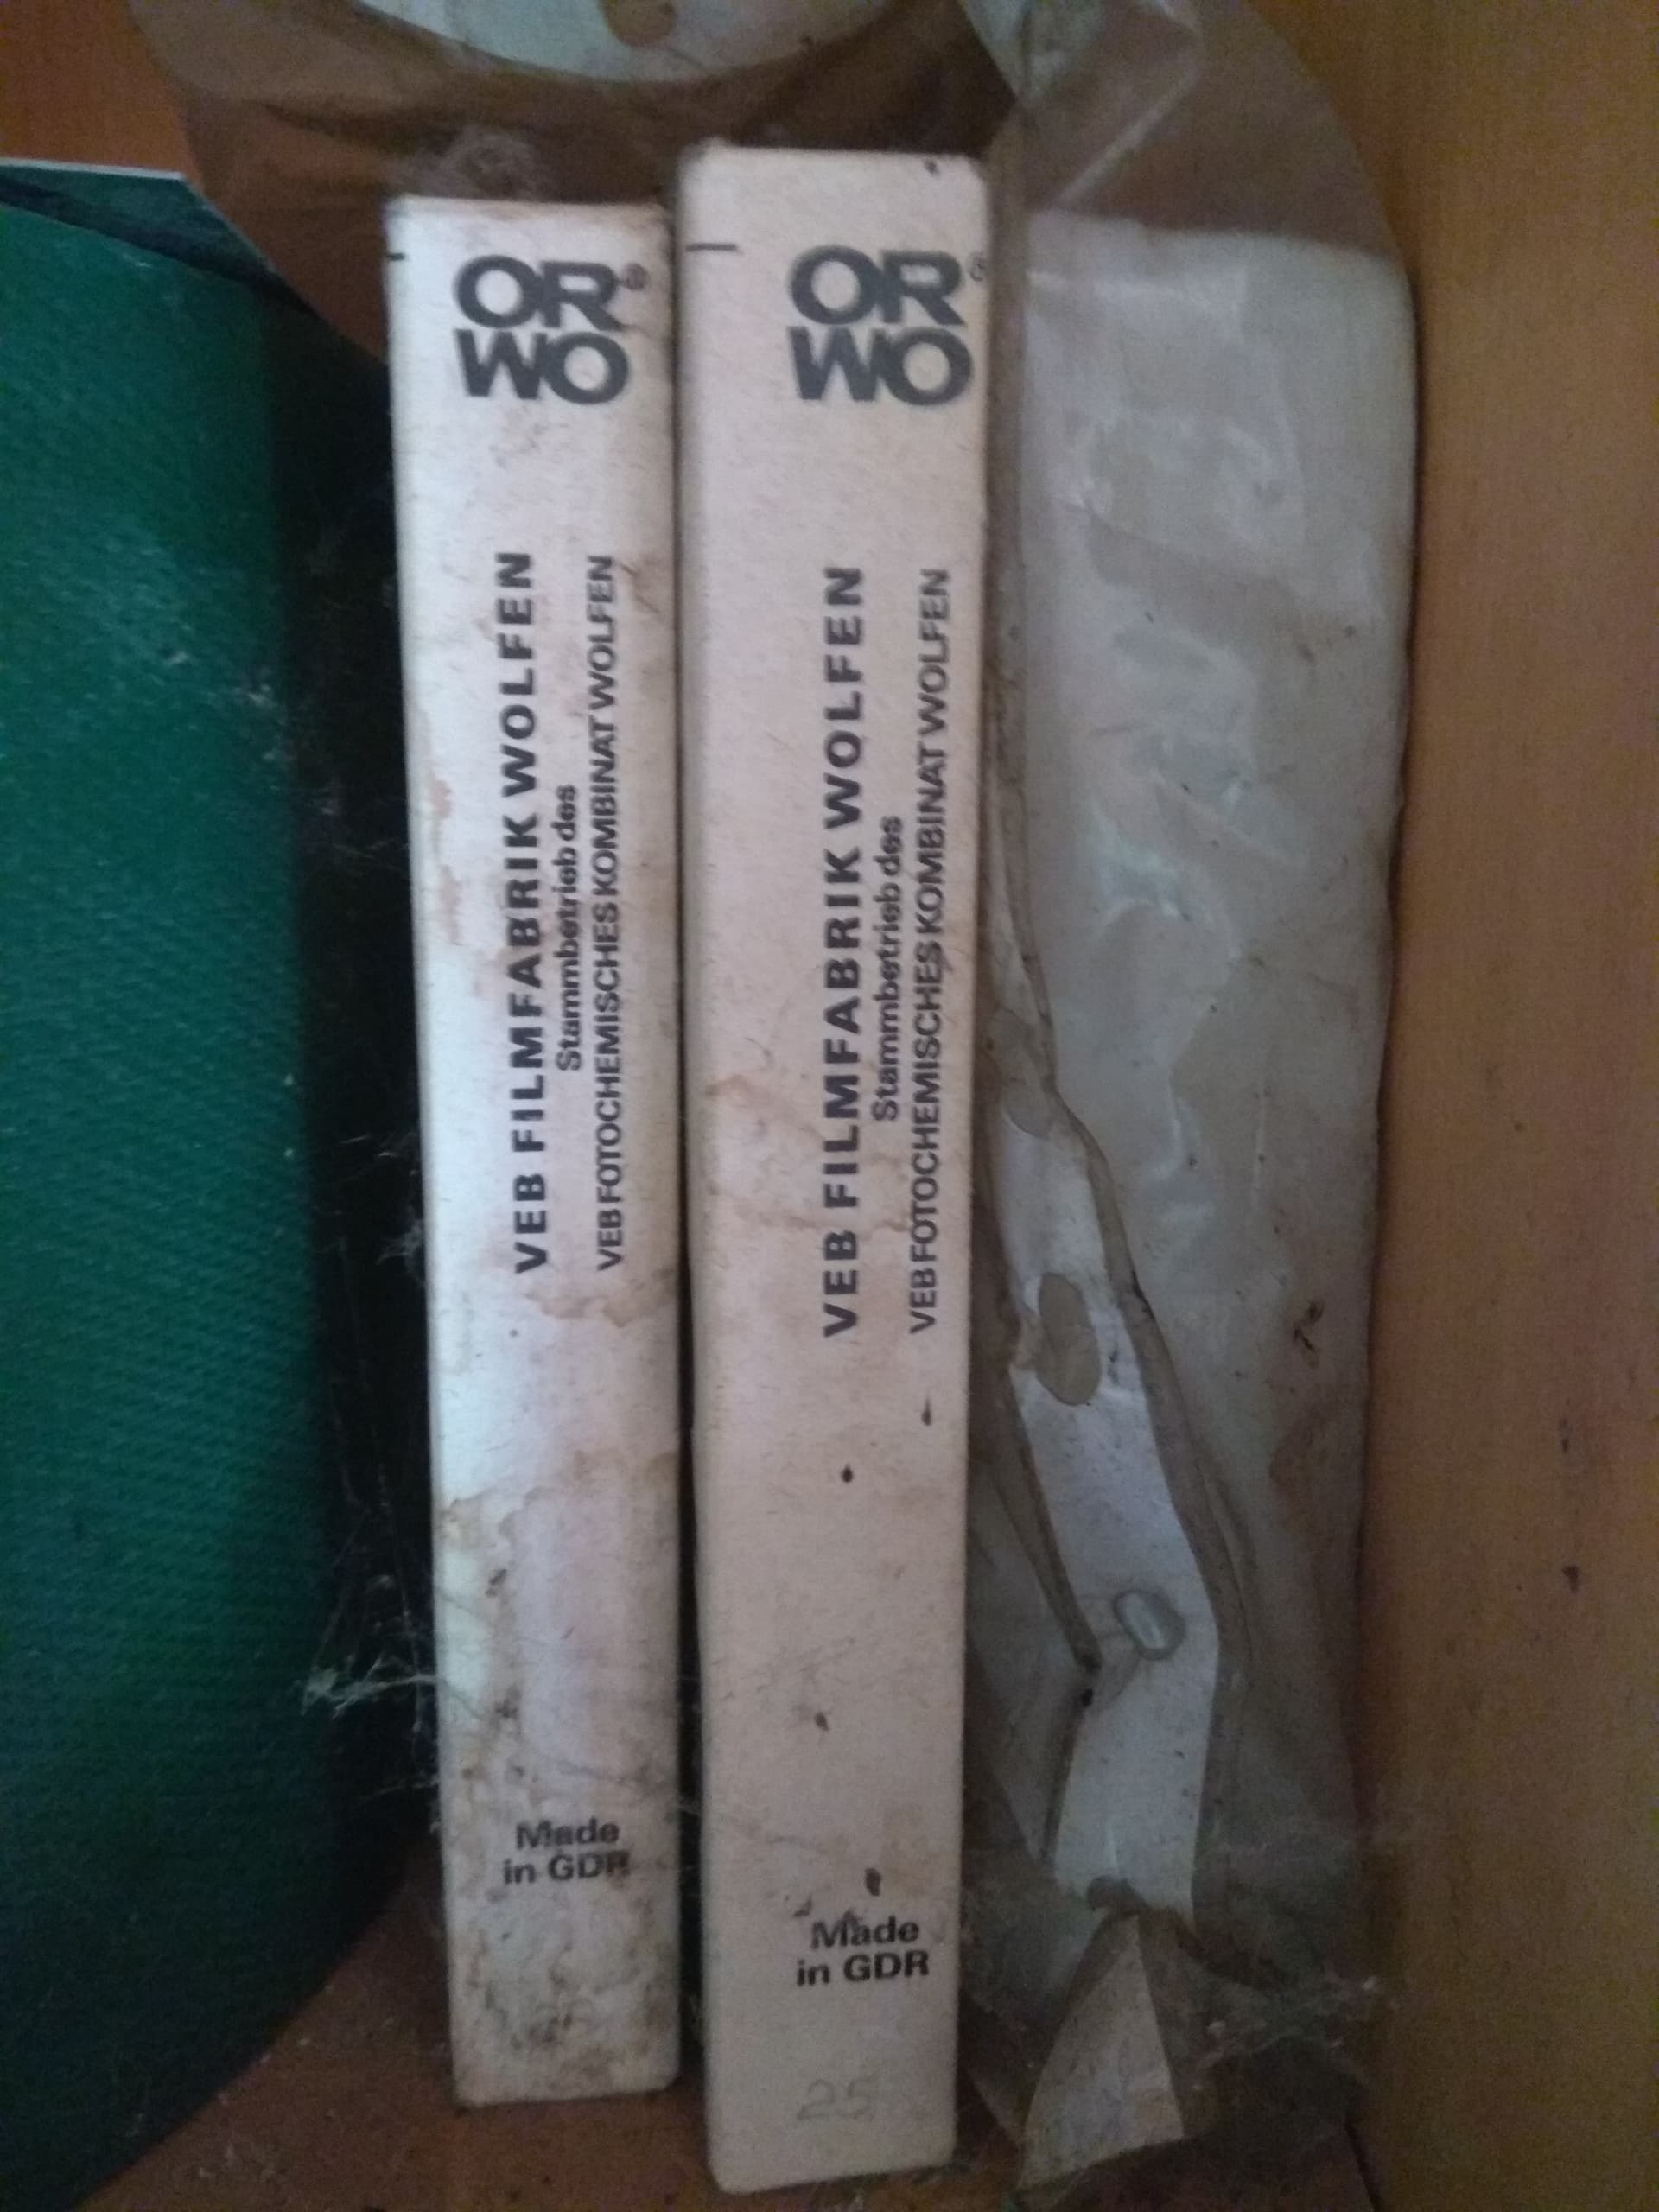 OR®
WO
VEB FILMFABRIK WOLFEN
Stammbetrieb des
VEB FOTOCHEMISCHES KOMBINAT WOLFEN
Made
in GDR
OR®
WO
VEB FILMFABRIK WOLFEN
Stammbetrieb des
VEB FOTOCHEMISCHES KOMBINAT WOLFEN
Made
in GDR
25